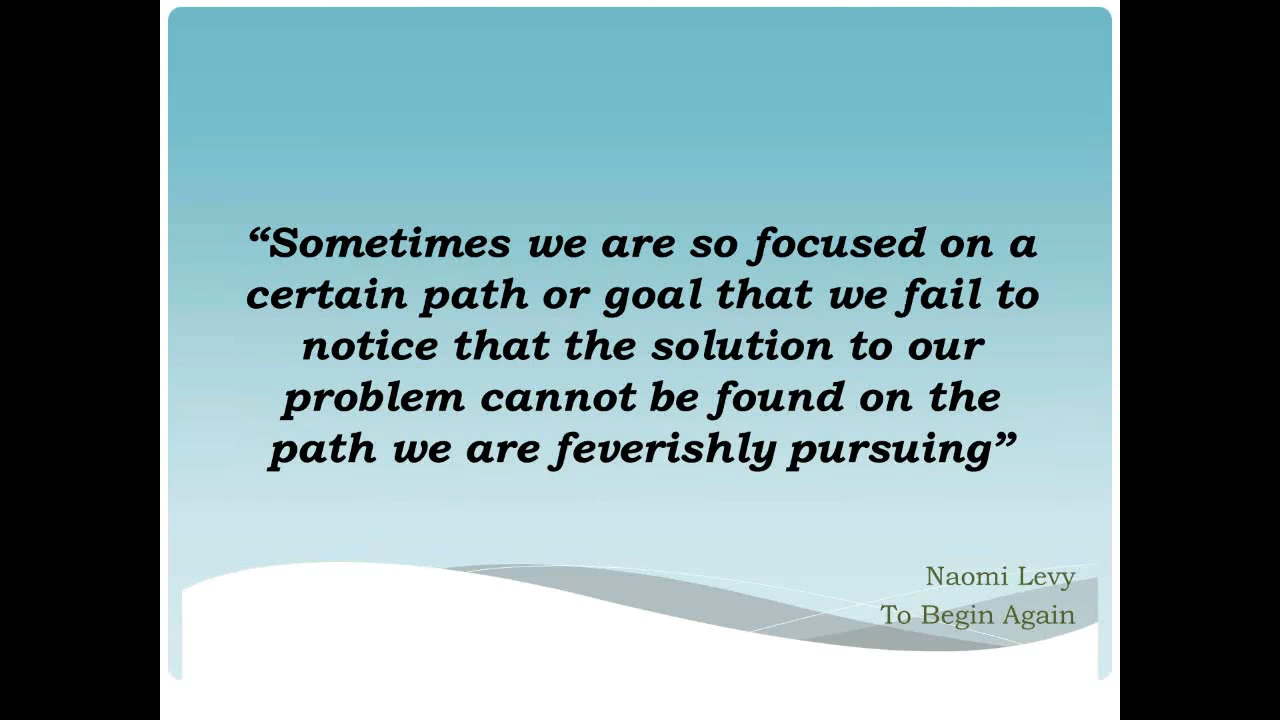 “Sometimes we are so focused on a
certain path or goal that we fail to
notice that the solution to our
problem cannot be found on the
path we are feverishly pursuing”
Naomi Levy
To Begin Again